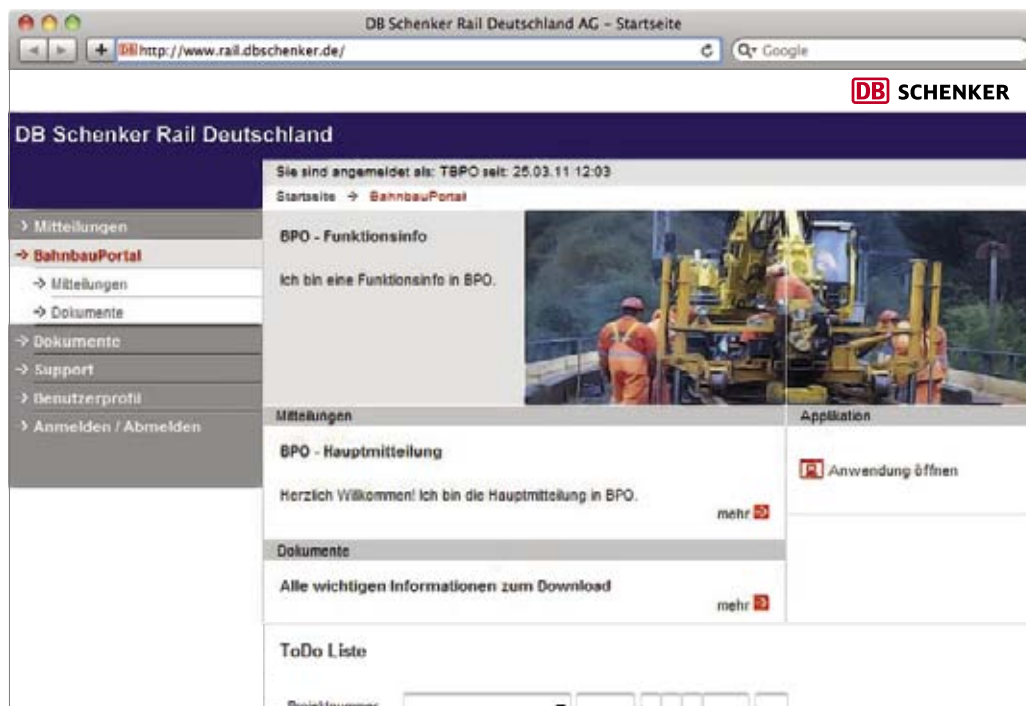 DB Schenker Rail Deutschland AG – Startseite
DB http://www.rail.dbschenker.de/
Google
DB SCHENKER
DB Schenker Rail Deutschland
Sie sind angemeldet als: TBPO seit: 25.03.11 12:03
Startseite → BahnbauPortal
Mitteilungen
BahnbauPortal
Mitteilungen
Dokumente
Dokumente
Support
Benutzerprofil
Anmelden / Abmelden
BPO - Funktionsinfo
Ich bin eine Funktionsinfo in BPO.
Mitteilungen
BPO - Hauptmitteilung
Herzlich Willkommen! Ich bin die Hauptmitteilung in BPO.
mehr
Applikation
Anwendung öffnen
Dokumente
Alle wichtigen Informationen zum Download
mehr
ToDo Liste
Projektnummer